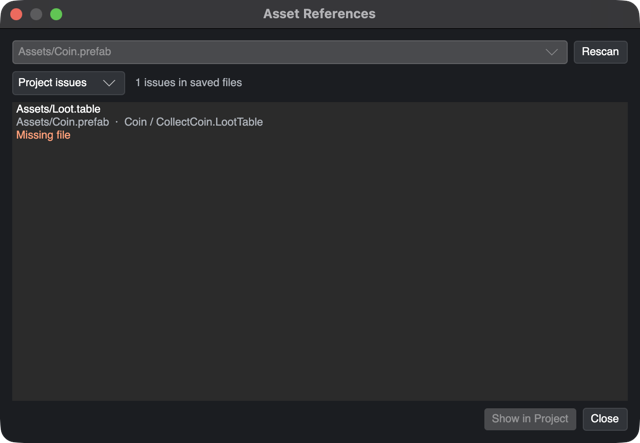 Asset References
Assets/Coin.prefab
Rescan
Project issues
1 issues in saved files
Assets/Loot.table
Assets/Coin.prefab · Coin / CollectCoin.LootTable
Missing file
Show in Project
Close